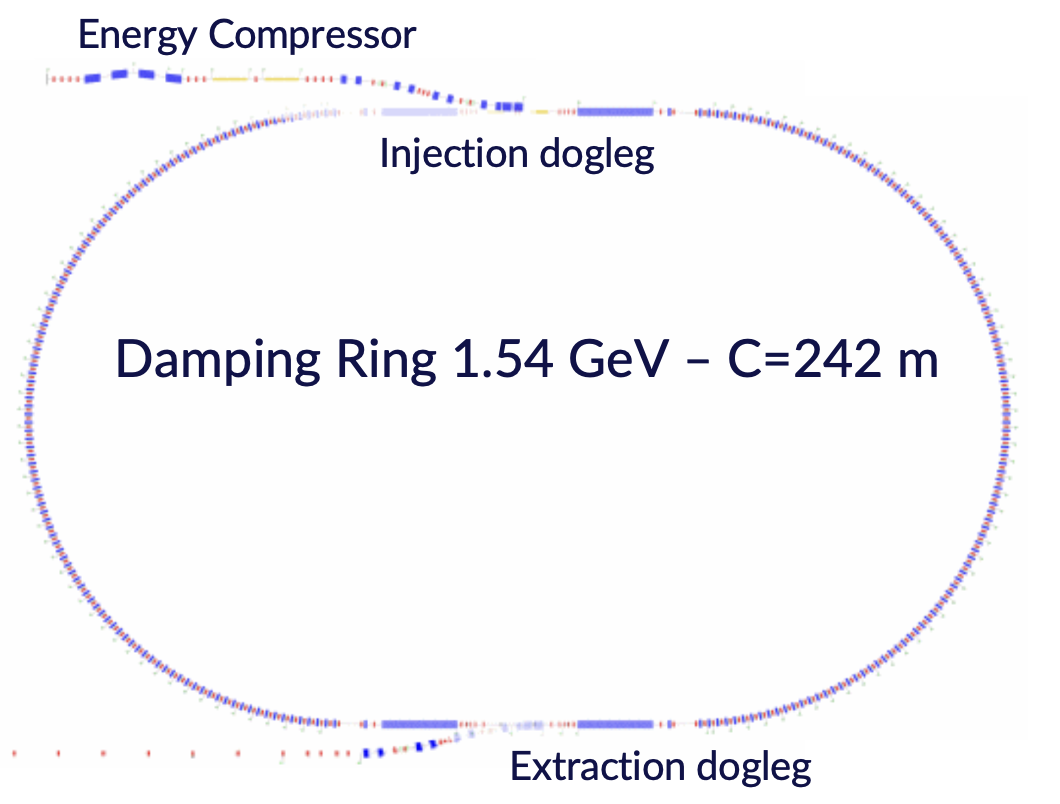 Energy Compressor
Injection dogleg
Damping Ring 1.54 GeV – C=242 m
Extraction dogleg